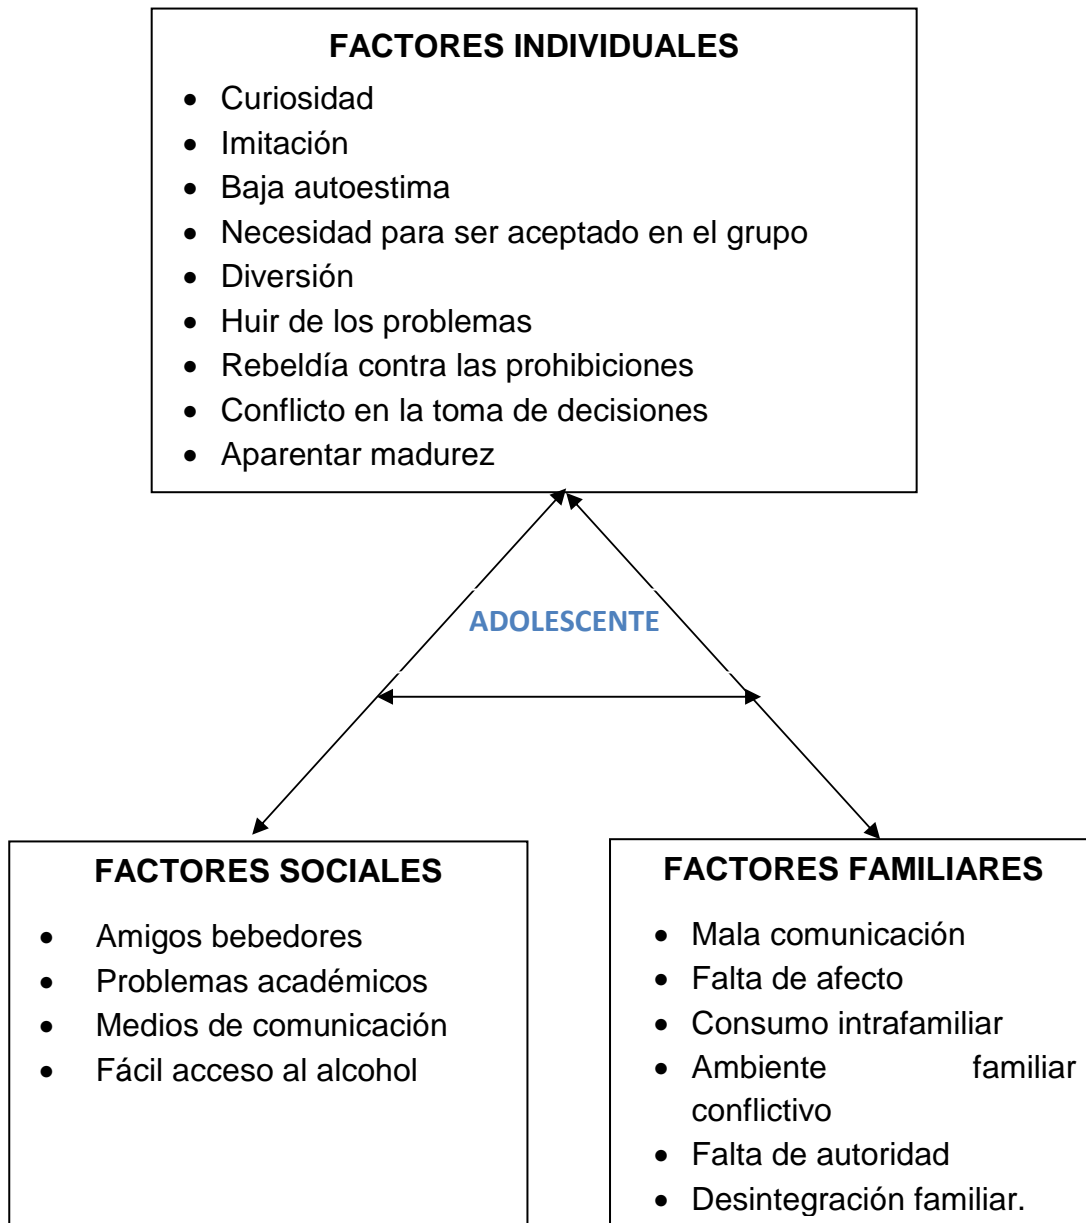 FACTORES INDIVIDUALES
• Curiosidad
• Imitación
• Baja autoestima
• Necesidad para ser aceptado en el grupo
• Diversión
• Huir de los problemas
• Rebeldía contra las prohibiciones
• Conflicto en la toma de decisiones
• Aparentar madurez
ADOLESCENTE
FACTORES SOCIALES
• Amigos bebedores
• Problemas académicos
• Medios de comunicación
• Fácil acceso al alcohol
FACTORES FAMILIARES
• Mala comunicación
• Falta de afecto
• Consumo intrafamiliar
• Ambiente familiar
conflictivo
• Falta de autoridad
• Desintegración familiar.